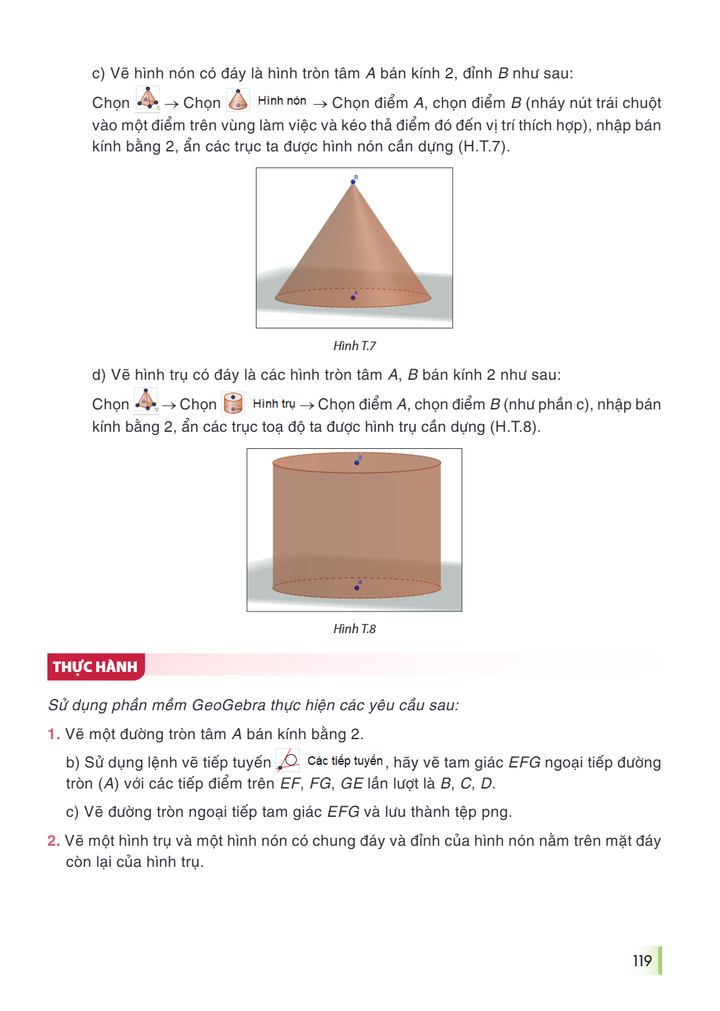 c) Vẽ hình nón có đáy là hình tròn tâm A bán kính 2, đỉnh B như sau:
Chọn → Chọn Hình nón → Chọn điểm A, chọn điểm B (nháy nút trái chuột
vào một điểm trên vùng làm việc và kéo thả điểm đó đến vị trí thích hợp), nhập bán
kính bằng 2, ẩn các trục ta được hình nón cần dựng (H.T.7).
B
A
Hình T.7
d) Vẽ hình trụ có đáy là các hình tròn tâm A, B bán kính 2 như sau:
Chọn → Chọn Hình trụ → Chọn điểm A, chọn điểm B (như phần c), nhập bán
kính bằng 2, ẩn các trục toạ độ ta được hình trụ cần dựng (H.T.8).
B
A
Hình T.8
THỰC HÀNH
Sử dụng phần mềm GeoGebra thực hiện các yêu cầu sau:
1. Vẽ một đường tròn tâm A bán kính bằng 2.
b) Sử dụng lệnh vẽ tiếp tuyến Các tiếp tuyến , hãy vẽ tam giác EFG ngoại tiếp đường
tròn (A) với các tiếp điểm trên EF, FG, GE lần lượt là B, C, D.
c) Vẽ đường tròn ngoại tiếp tam giác EFG và lưu thành tệp png.
2. Vẽ một hình trụ và một hình nón có chung đáy và đỉnh của hình nón nằm trên mặt đáy
còn lại của hình trụ.
119